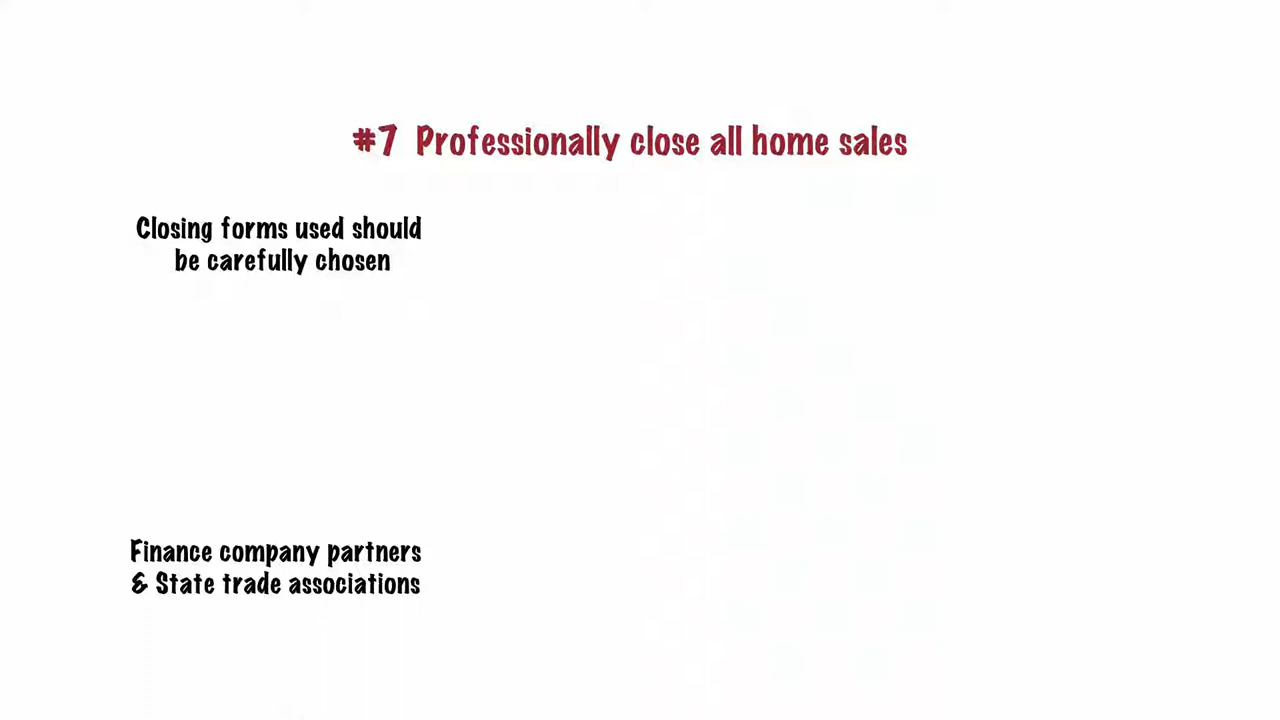 #7 Professionally close all home sales
Closing forms used should
be carefully chosen
Finance company partners
& State trade associations